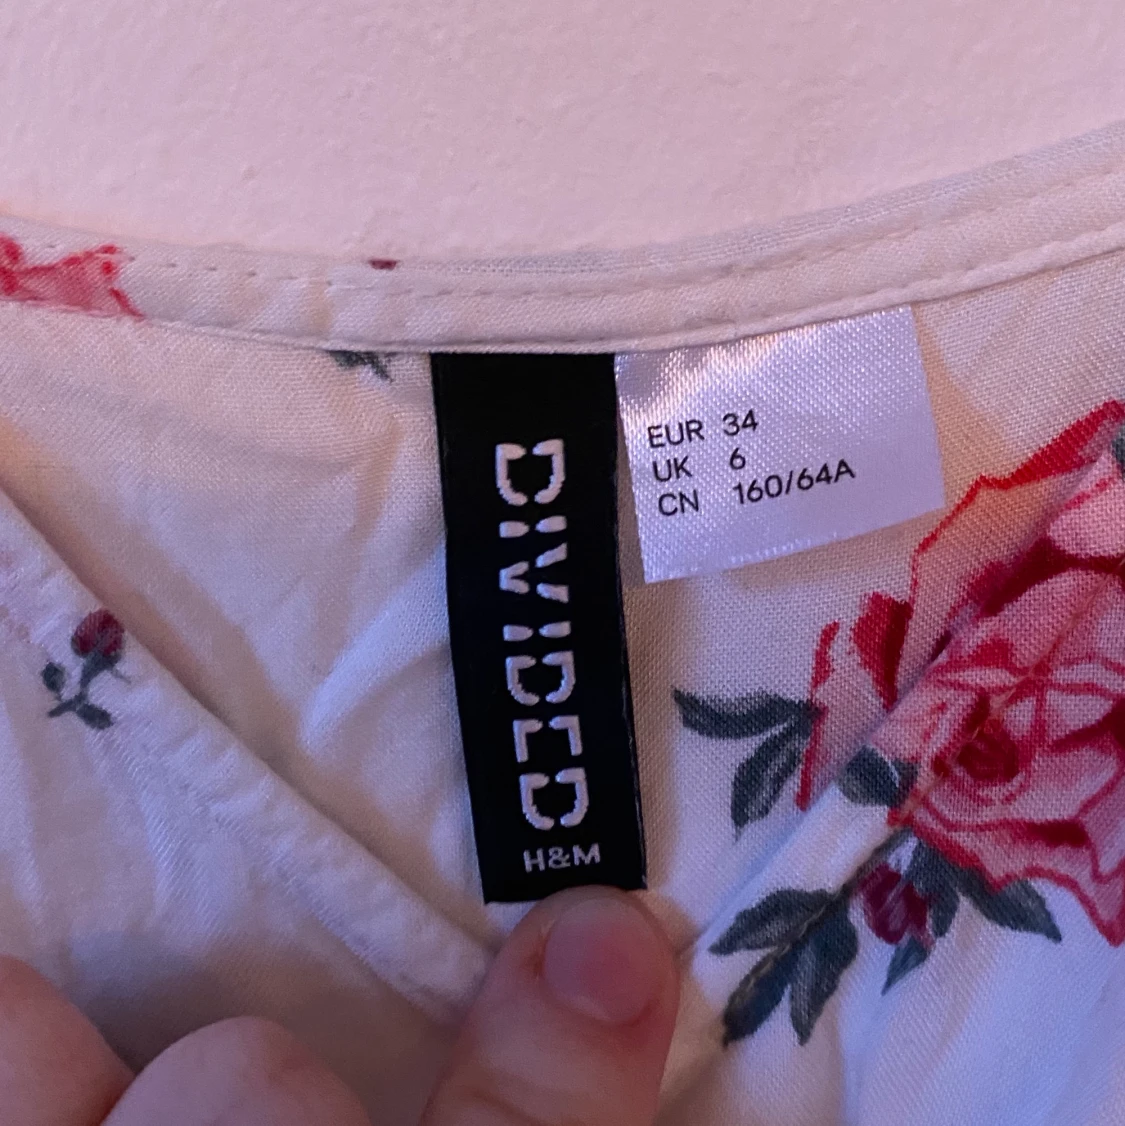 DIVIDED
H&M
EUR 34
UK 6
CN 160/64A